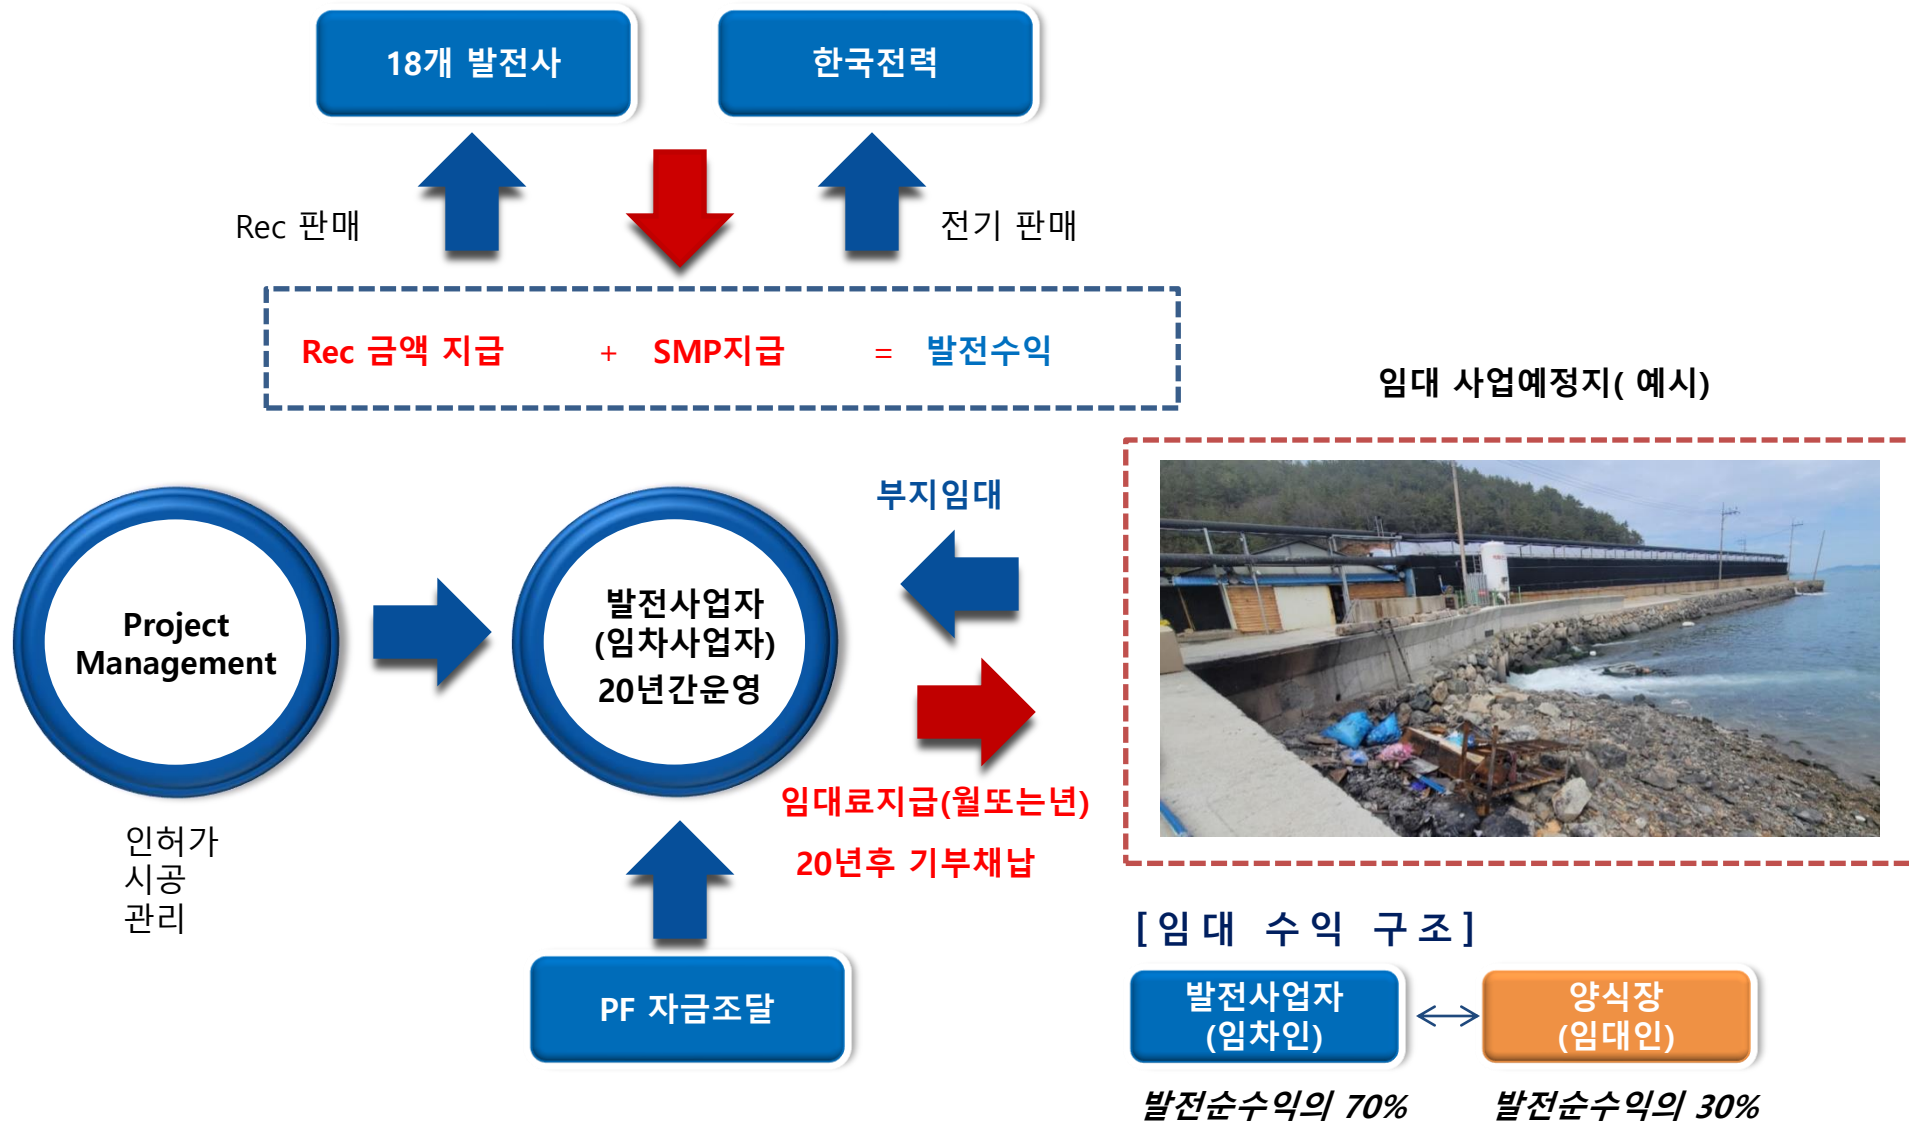 18개 발전사
한국전력
Rec 판매
전기 판매
Rec 금액 지급 + SMP지급 = 발전수익
임대 사업예정지( 예시)
부지임대
Project
Management
발전사업자
(임차사업자)
20년간운영
임대료지급(월또는년)
20년후 기부채납
인허가
시공
관리
PF 자금조달
[임대 수익 구조]
발전사업자
(임차인)
양식장
(임대인)
발전순수익의 70%
발전순수익의 30%